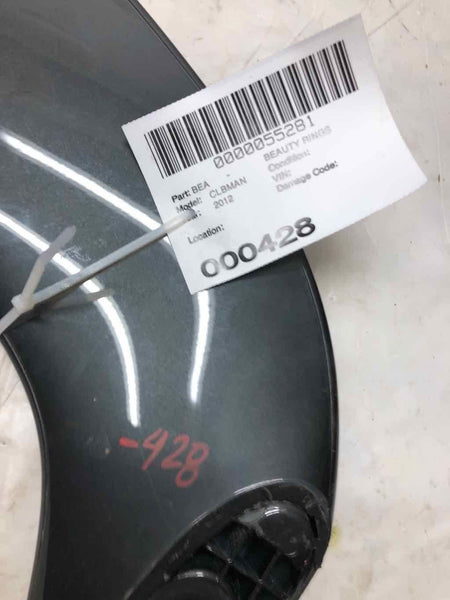 0000055281
Part: BEA - BEAUTY RINGS
Model: CLBMAN Condition:
2012 VIN:
Damage Code:
Location:
000428
-428